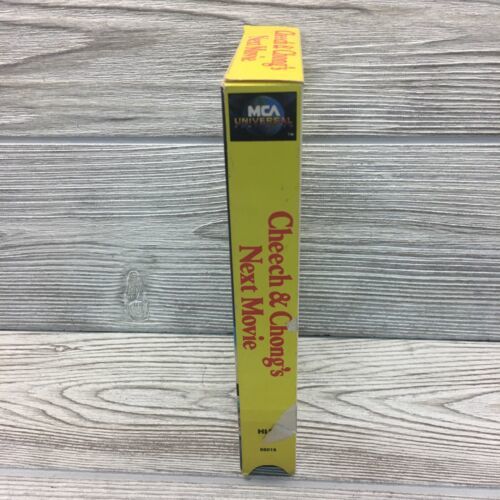 Cheech & Chong's
Next Movie
MCA
UNIVERSAL
Cheech & Chong's
Next Movie